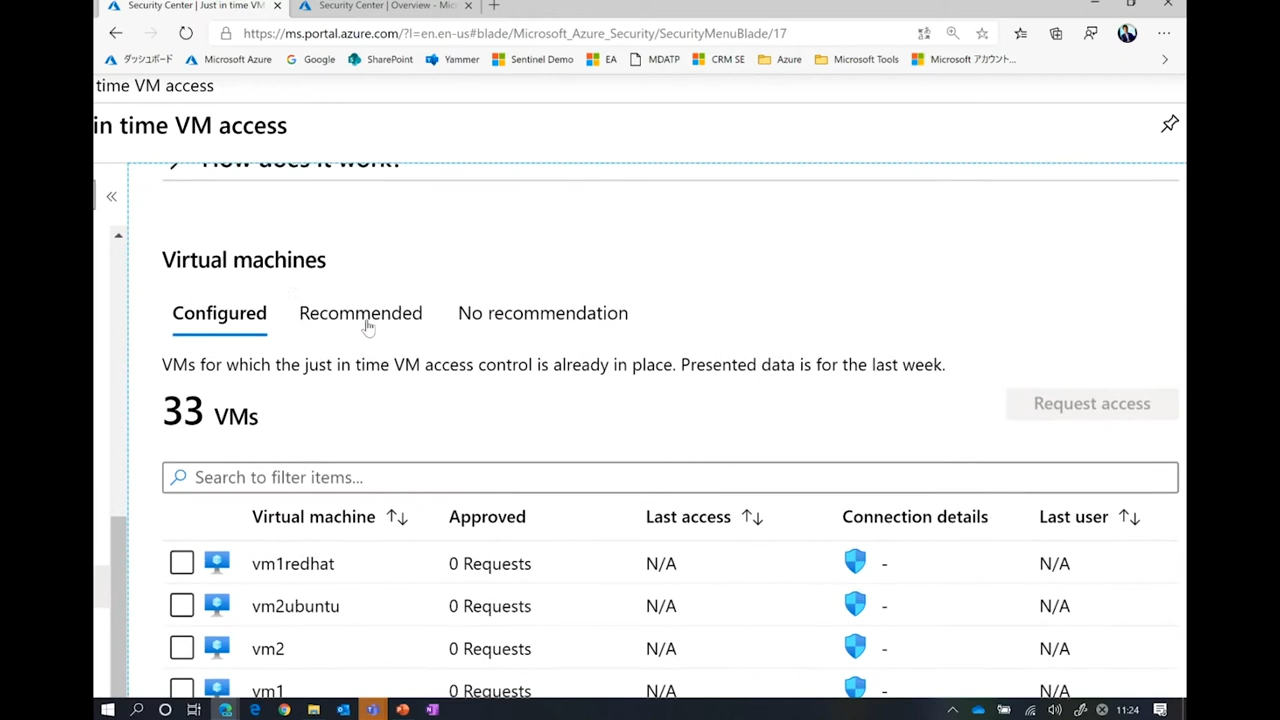 Security Center | Just in time VM
Security Center | Overview - Micr
https://ms.portal.azure.com/?l=en.en-us#blade/Microsoft_Azure_Security/SecurityMenuBlade/17
ダッシュボード
Microsoft Azure
Google
SharePoint
Yammer
Sentinel Demo
EA
MDATP
CRM SE
Azure
Microsoft Tools
Microsoft アカウント...
time VM access
in time VM access
How does it work?
Virtual machines
Configured Recommended No recommendation
VMs for which the just in time VM access control is already in place. Presented data is for the last week.
33 VMs
Request access
Search to filter items...
Virtual machine Approved Last access Connection details Last user
vm1redhat 0 Requests N/A - N/A
vm2ubuntu 0 Requests N/A - N/A
vm2 0 Requests N/A - N/A
vm1 0 Requests N/A - N/A
11:24